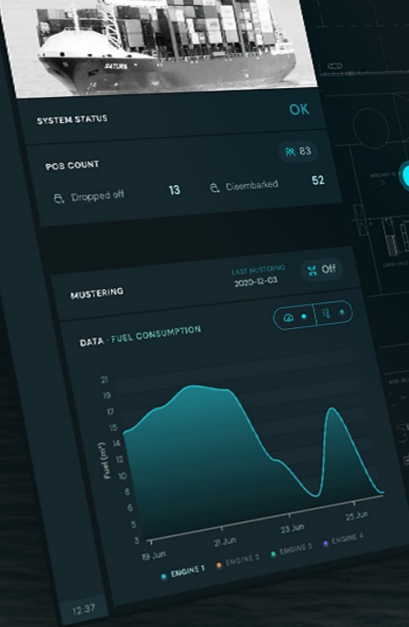 SATURN
SYSTEM STATUS OK
POB COUNT 83
Dropped off 13 Disembarked 52
MUSTERING LAST MUSTERING 2020-12-03 Off
DATA · FUEL CONSUMPTION
Fuel (m³)
21
19
17
15
14
12
10
8
6
5
3
19 Jun 21 Jun 23 Jun 25 Jun
ENGINE 1 ENGINE 2 ENGINE 3 ENGINE 4
12:37